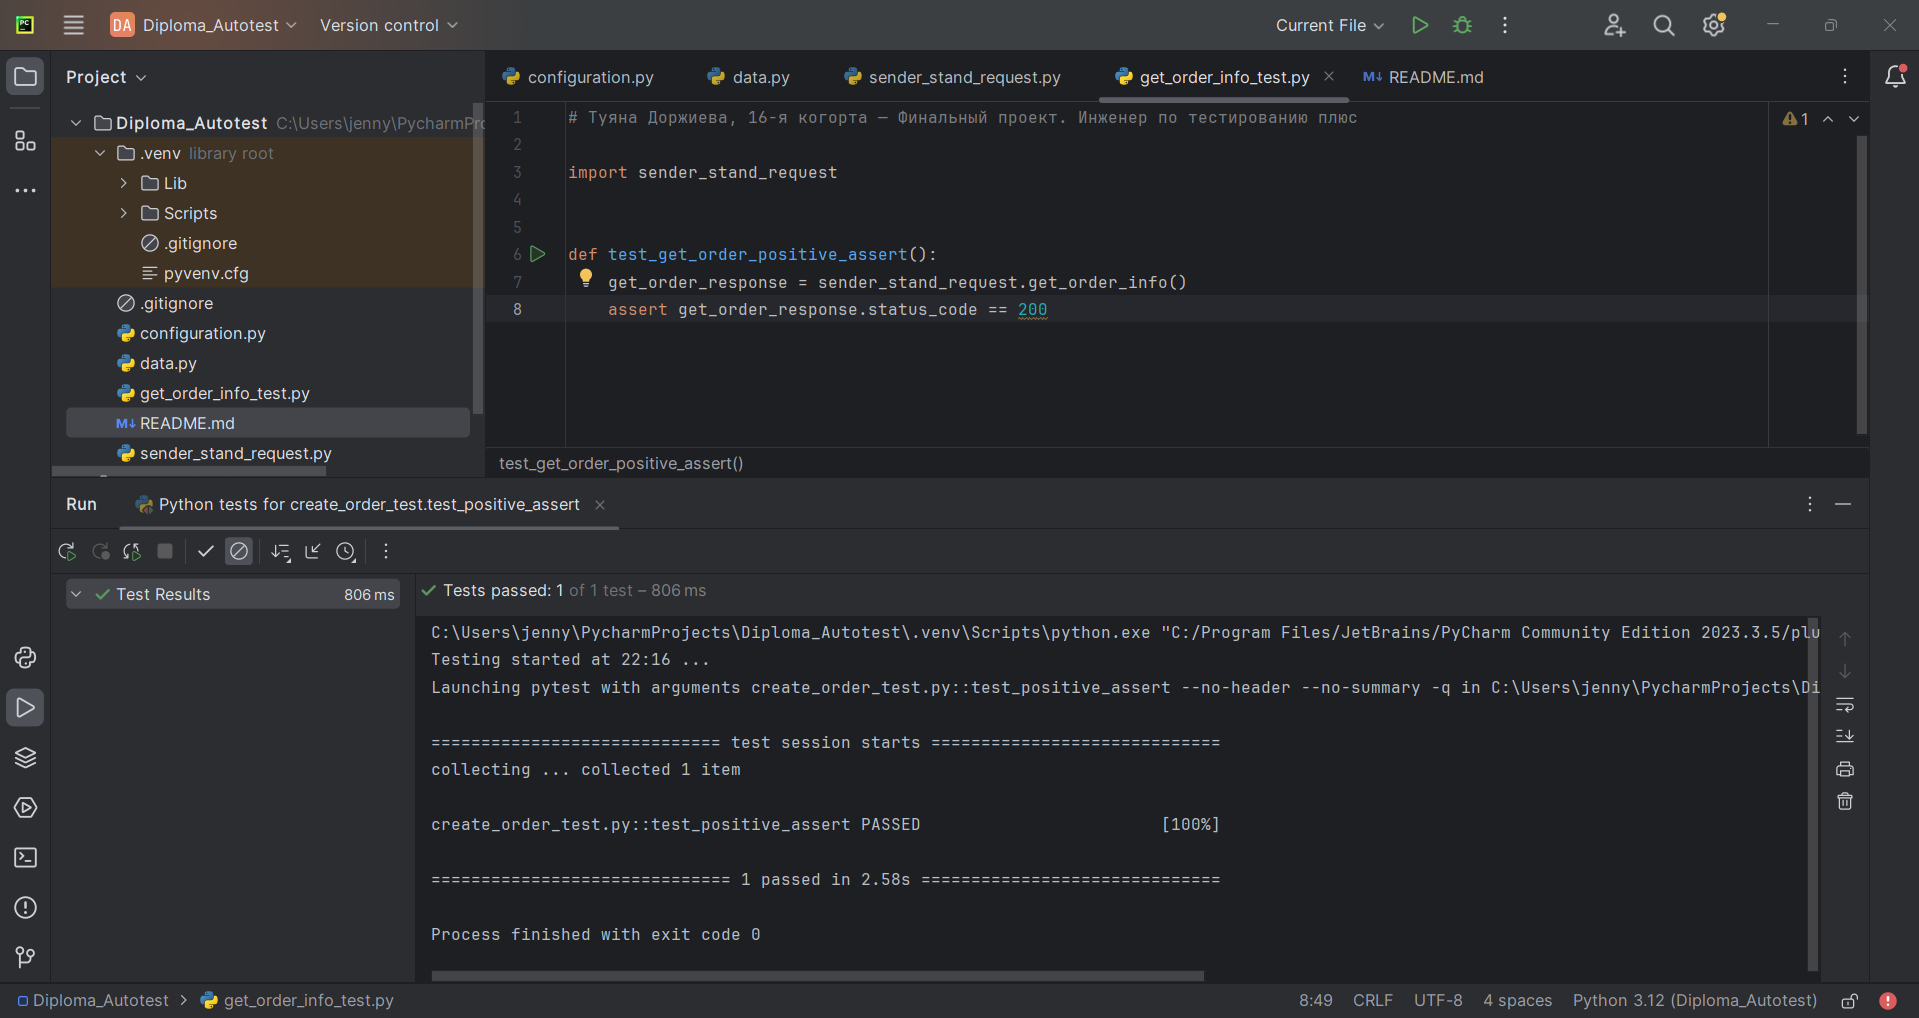 DA Diploma_Autotest Version control Current File
Project
configuration.py data.py sender_stand_request.py get_order_info_test.py README.md
Diploma_Autotest C:\Users\jenny\PycharmPro
.venv library root
Lib
Scripts
.gitignore
pyvenv.cfg
.gitignore
configuration.py
data.py
get_order_info_test.py
README.md
sender_stand_request.py
1 # Туяна Доржиева, 16-я когорта — Финальный проект. Инженер по тестированию плюс
2
3 import sender_stand_request
4
5
6 def test_get_order_positive_assert():
7 get_order_response = sender_stand_request.get_order_info()
8 assert get_order_response.status_code == 200
1
test_get_order_positive_assert()
Run Python tests for create_order_test.test_positive_assert
Test Results 806 ms
Tests passed: 1 of 1 test – 806 ms
C:\Users\jenny\PycharmProjects\Diploma_Autotest\.venv\Scripts\python.exe "C:/Program Files/JetBrains/PyCharm Community Edition 2023.3.5/plu
Testing started at 22:16 ...
Launching pytest with arguments create_order_test.py::test_positive_assert --no-header --no-summary -q in C:\Users\jenny\PycharmProjects\Di
============================= test session starts =============================
collecting ... collected 1 item
create_order_test.py::test_positive_assert PASSED [100%]
============================== 1 passed in 2.58s ==============================
Process finished with exit code 0
Diploma_Autotest > get_order_info_test.py 8:49 CRLF UTF-8 4 spaces Python 3.12 (Diploma_Autotest)